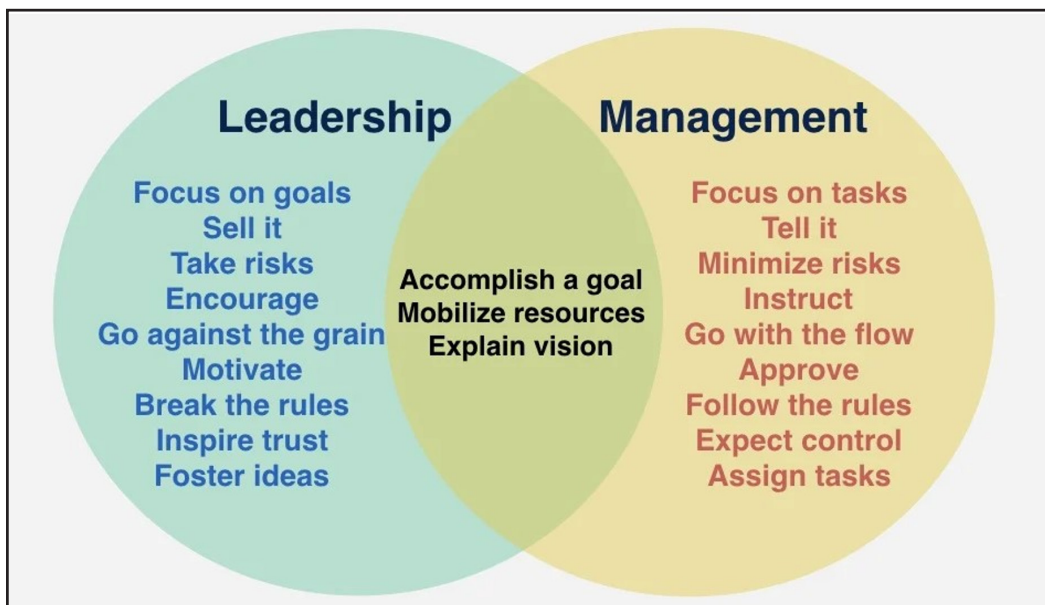 Leadership
Focus on goals
Sell it
Take risks
Encourage
Go against the grain
Motivate
Break the rules
Inspire trust
Foster ideas
Accomplish a goal
Mobilize resources
Explain vision
Management
Focus on tasks
Tell it
Minimize risks
Instruct
Go with the flow
Approve
Follow the rules
Expect control
Assign tasks